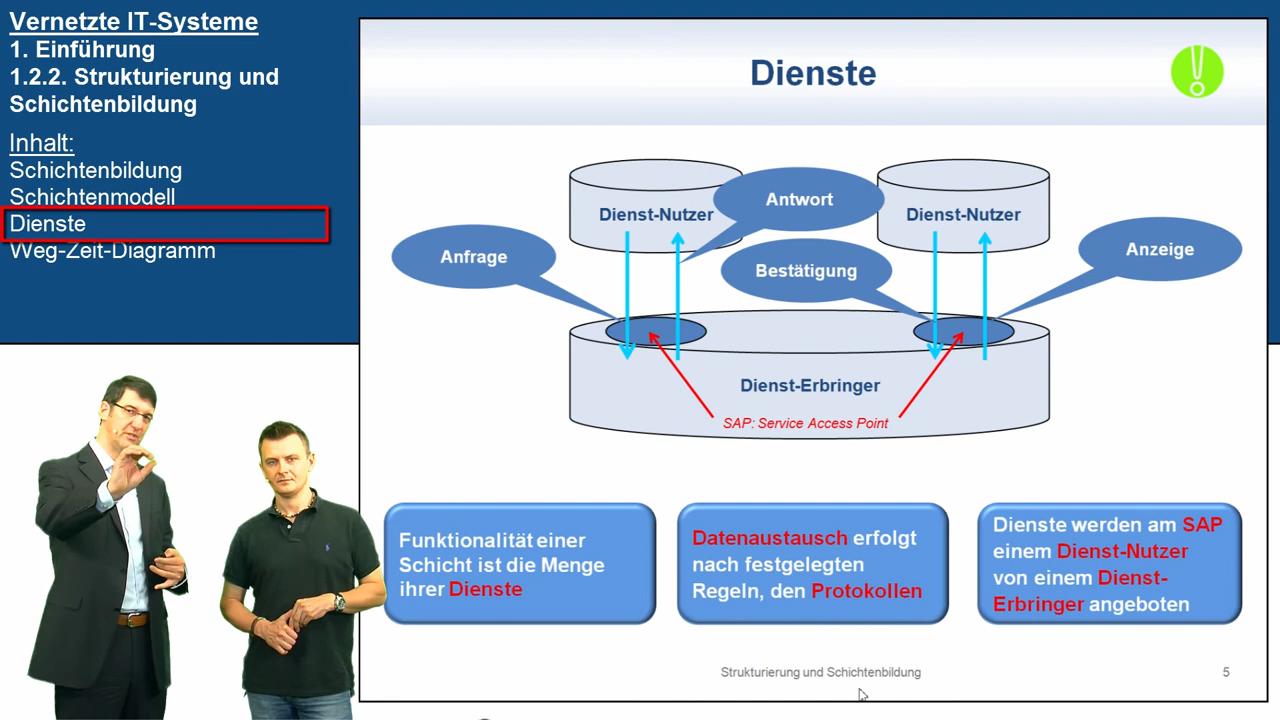 Vernetzte IT-Systeme
1. Einführung
1.2.2. Strukturierung und
Schichtenbildung
Inhalt:
Schichtenbildung
Schichtenmodell
Dienste
Weg-Zeit-Diagramm
Dienste
Dienst-Nutzer
Antwort
Dienst-Nutzer
Anfrage
Bestätigung
Anzeige
Dienst-Erbringer
SAP: Service Access Point
Funktionalität einer
Schicht ist die Menge
ihrer Dienste
Datenaustausch erfolgt
nach festgelegten
Regeln, den Protokollen
Dienste werden am SAP
einem Dienst-Nutzer
von einem Dienst-
Erbringer angeboten
Strukturierung und Schichtenbildung
5